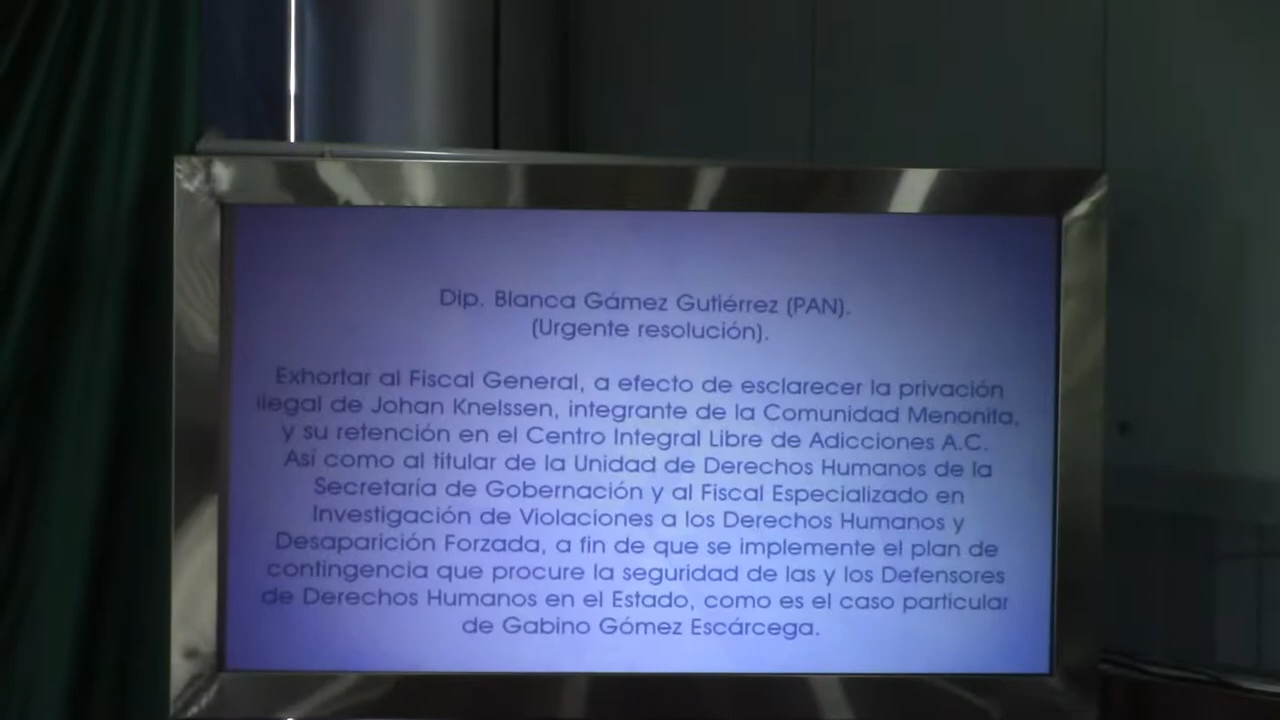 Dip. Blanca Gámez Gutiérrez (PAN).
(Urgente resolución).
Exhortar al Fiscal General, a efecto de esclarecer la privación
ilegal de Johan Knelssen, integrante de la Comunidad Menonita,
y su retención en el Centro Integral Libre de Adicciones A.C.
Así como al titular de la Unidad de Derechos Humanos de la
Secretaría de Gobernación y al Fiscal Especializado en
Investigación de Violaciones a los Derechos Humanos y
Desaparición Forzada, a fin de que se implemente el plan de
contingencia que procure la seguridad de las y los Defensores
de Derechos Humanos en el Estado, como es el caso particular
de Gabino Gómez Escárcega.